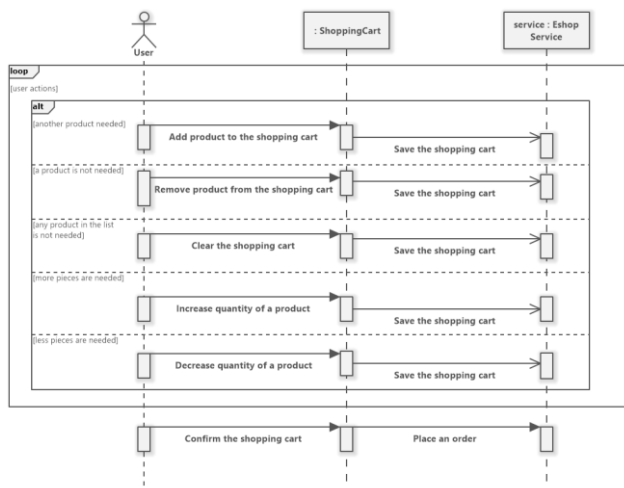 User
: ShoppingCart
service : Eshop
Service
loop
[user actions]
alt
[another product needed]
Add product to the shopping cart
Save the shopping cart
[a product is not needed]
Remove product from the shopping cart
Save the shopping cart
[any product in the list
is not needed]
Clear the shopping cart
Save the shopping cart
[more pieces are needed]
Increase quantity of a product
Save the shopping cart
[less pieces are needed]
Decrease quantity of a product
Save the shopping cart
Confirm the shopping cart
Place an order